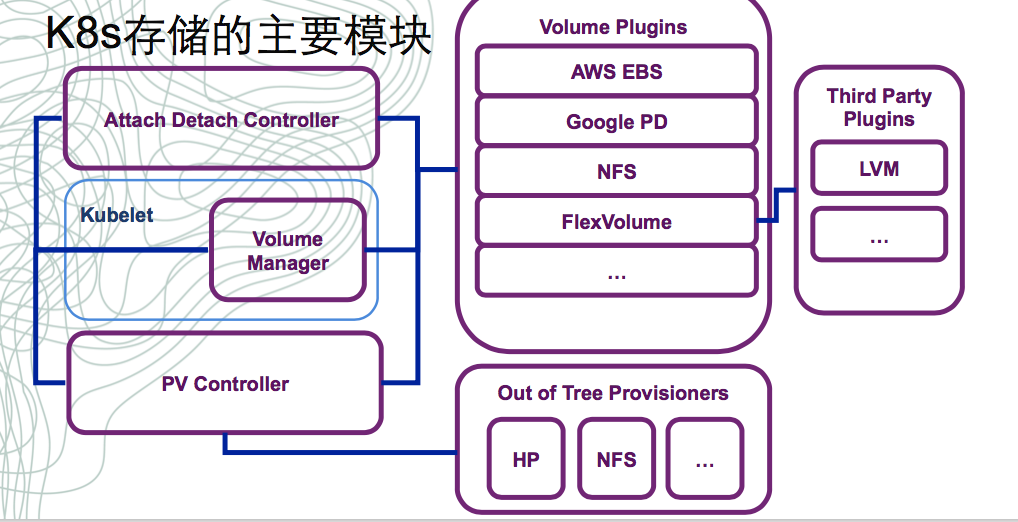 K8s存储的主要模块
Attach Detach Controller
Kubelet
Volume
Manager
PV Controller
Volume Plugins
AWS EBS
Google PD
NFS
FlexVolume
...
Third Party
Plugins
LVM
...
Out of Tree Provisioners
HP
NFS
...